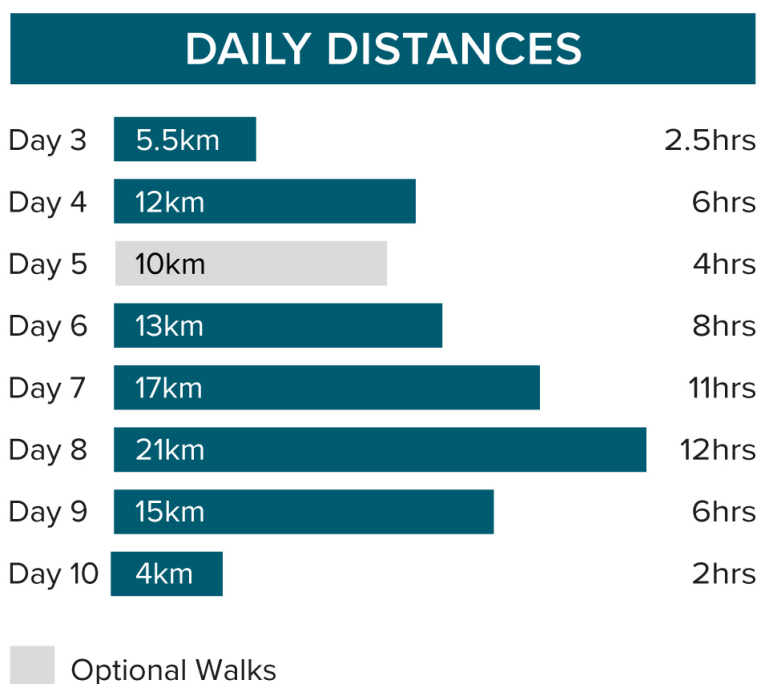 DAILY DISTANCES
Day 3 5.5km 2.5hrs
Day 4 12km 6hrs
Day 5 10km 4hrs
Day 6 13km 8hrs
Day 7 17km 11hrs
Day 8 21km 12hrs
Day 9 15km 6hrs
Day 10 4km 2hrs
Optional Walks